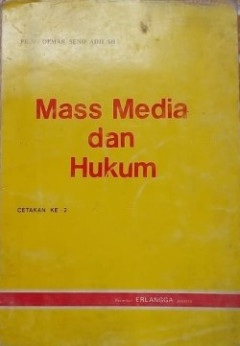 Mass Media
dan
Hukum
CETAKAN KE 2
ERLANGGA